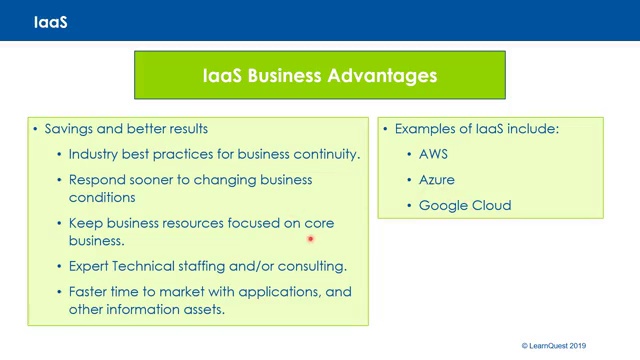 IaaS
IaaS Business Advantages
• Savings and better results
• Industry best practices for business continuity.
• Respond sooner to changing business
conditions
• Keep business resources focused on core
business.
• Expert Technical staffing and/or consulting.
• Faster time to market with applications, and
other information assets.
• Examples of IaaS include:
• AWS
• Azure
• Google Cloud
© LearnQuest 2019